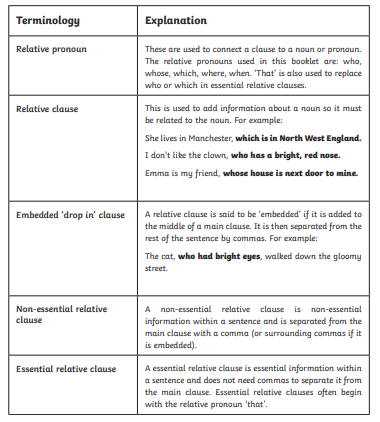 Terminology
Explanation
Relative pronoun
These are used to connect a clause to a noun or pronoun.
The relative pronouns used in this booklet are: who,
whose, which, where, when. 'That' is also used to replace
who or which in essential relative clauses.
Relative clause
This is used to add information about a noun so it must
be related to the noun. For example:
She lives in Manchester, which is in North West England.
I don't like the clown, who has a bright, red nose.
Emma is my friend, whose house is next door to mine.
Embedded 'drop in' clause
A relative clause is said to be 'embedded' if it is added to
the middle of a main clause. It is then separated from the
rest of the sentence by commas. For example:
The cat, who had bright eyes, walked down the gloomy
street.
Non-essential relative
clause
A non-essential relative clause is non-essential
information within a sentence and is separated from the
main clause with a comma (or surrounding commas if it
is embedded).
Essential relative clause
A essential relative clause is essential information within
a sentence and does not need commas to separate it from
the main clause. Essential relative clauses often begin
with the relative pronoun 'that'.